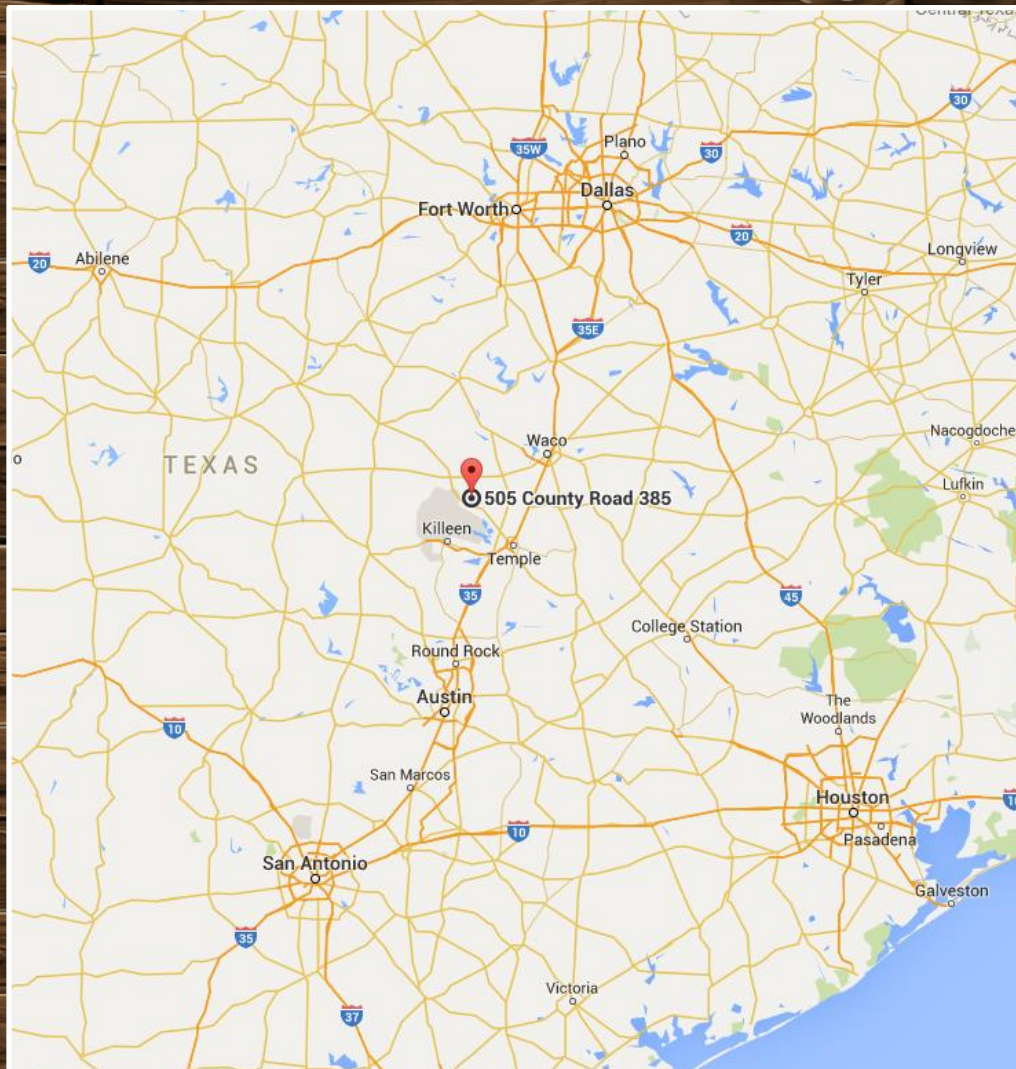 Plano
35W
30
30
Dallas
Fort Worth
20
Longview
Abilene
20
Tyler
35E
Waco
Nacogdoche
TEXAS
o
Lufkin
505 County Road 385
Killeen
Temple
35
45
College Station
Round Rock
Austin
The
Woodlands
10
San Marcos
Houston
10
10
Pasadena
San Antonio
Galveston
35
Victoria
37